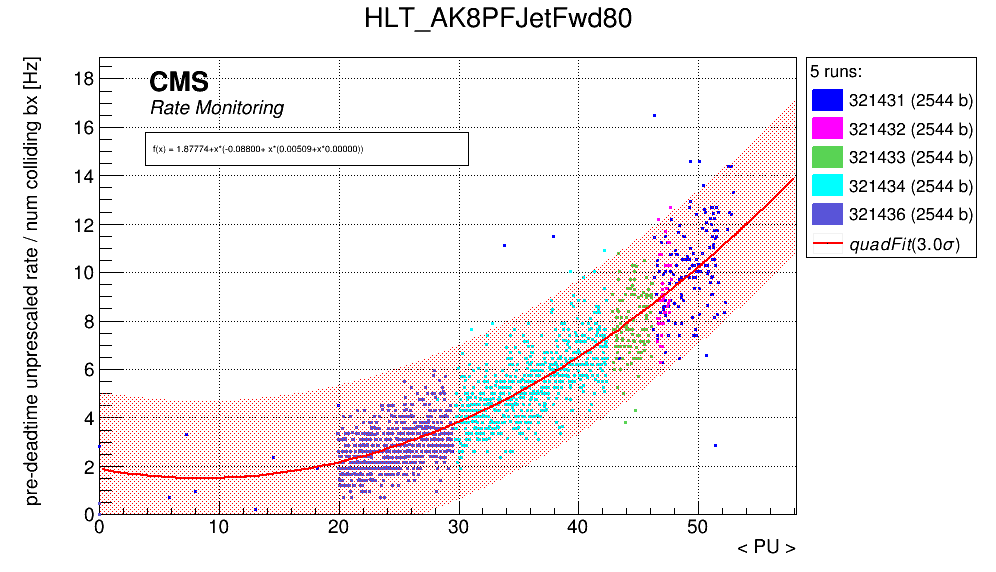 HLT_AK8PFJetFwd80
pre-deadtime unprescaled rate / num colliding bx [Hz]
18
16
14
12
10
8
6
4
2
0
CMS
Rate Monitoring
f(x) = 1.87774+x*(-0.08800+ x*(0.00509+x*0.00000))
0 10 20 30 40 50
< PU >
5 runs:
321431 (2544 b)
321432 (2544 b)
321433 (2544 b)
321434 (2544 b)
321436 (2544 b)
quadFit(3.0σ)